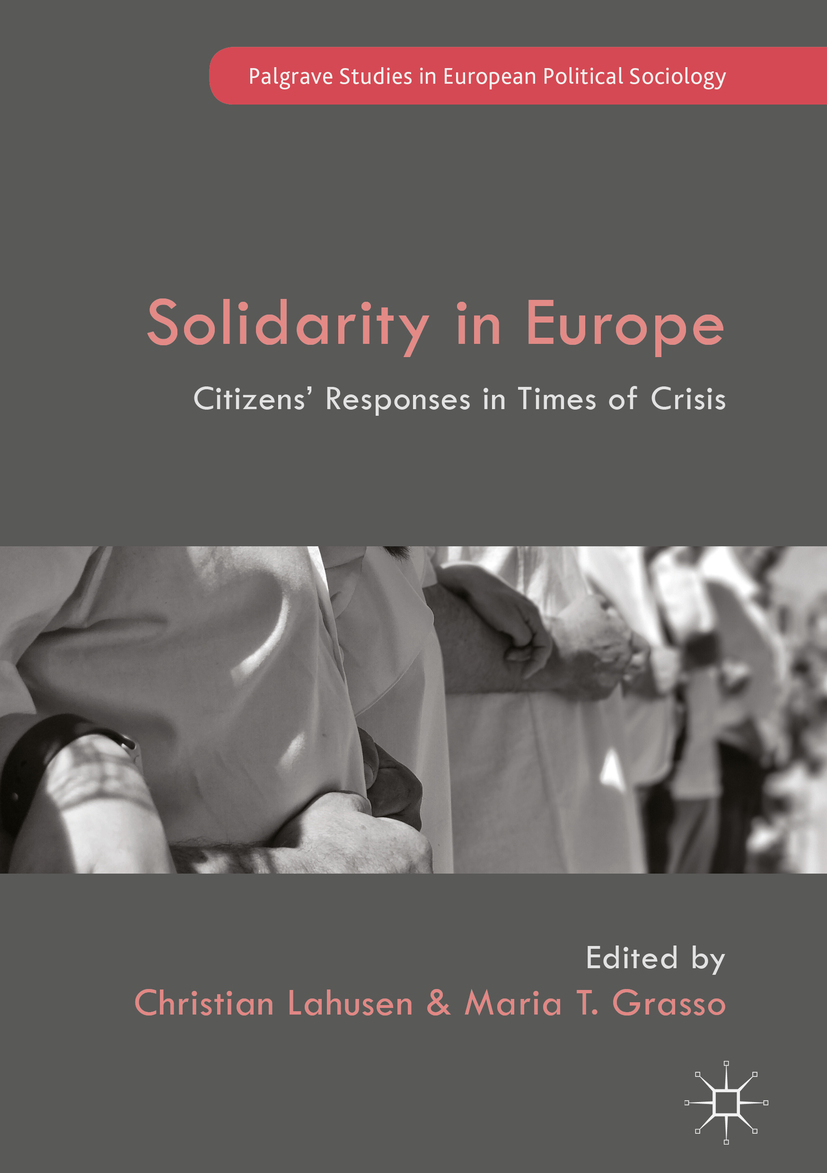 Palgrave Studies in European Political Sociology
Solidarity in Europe
Citizens’ Responses in Times of Crisis
Edited by
Christian Lahusen & Maria T. Grasso